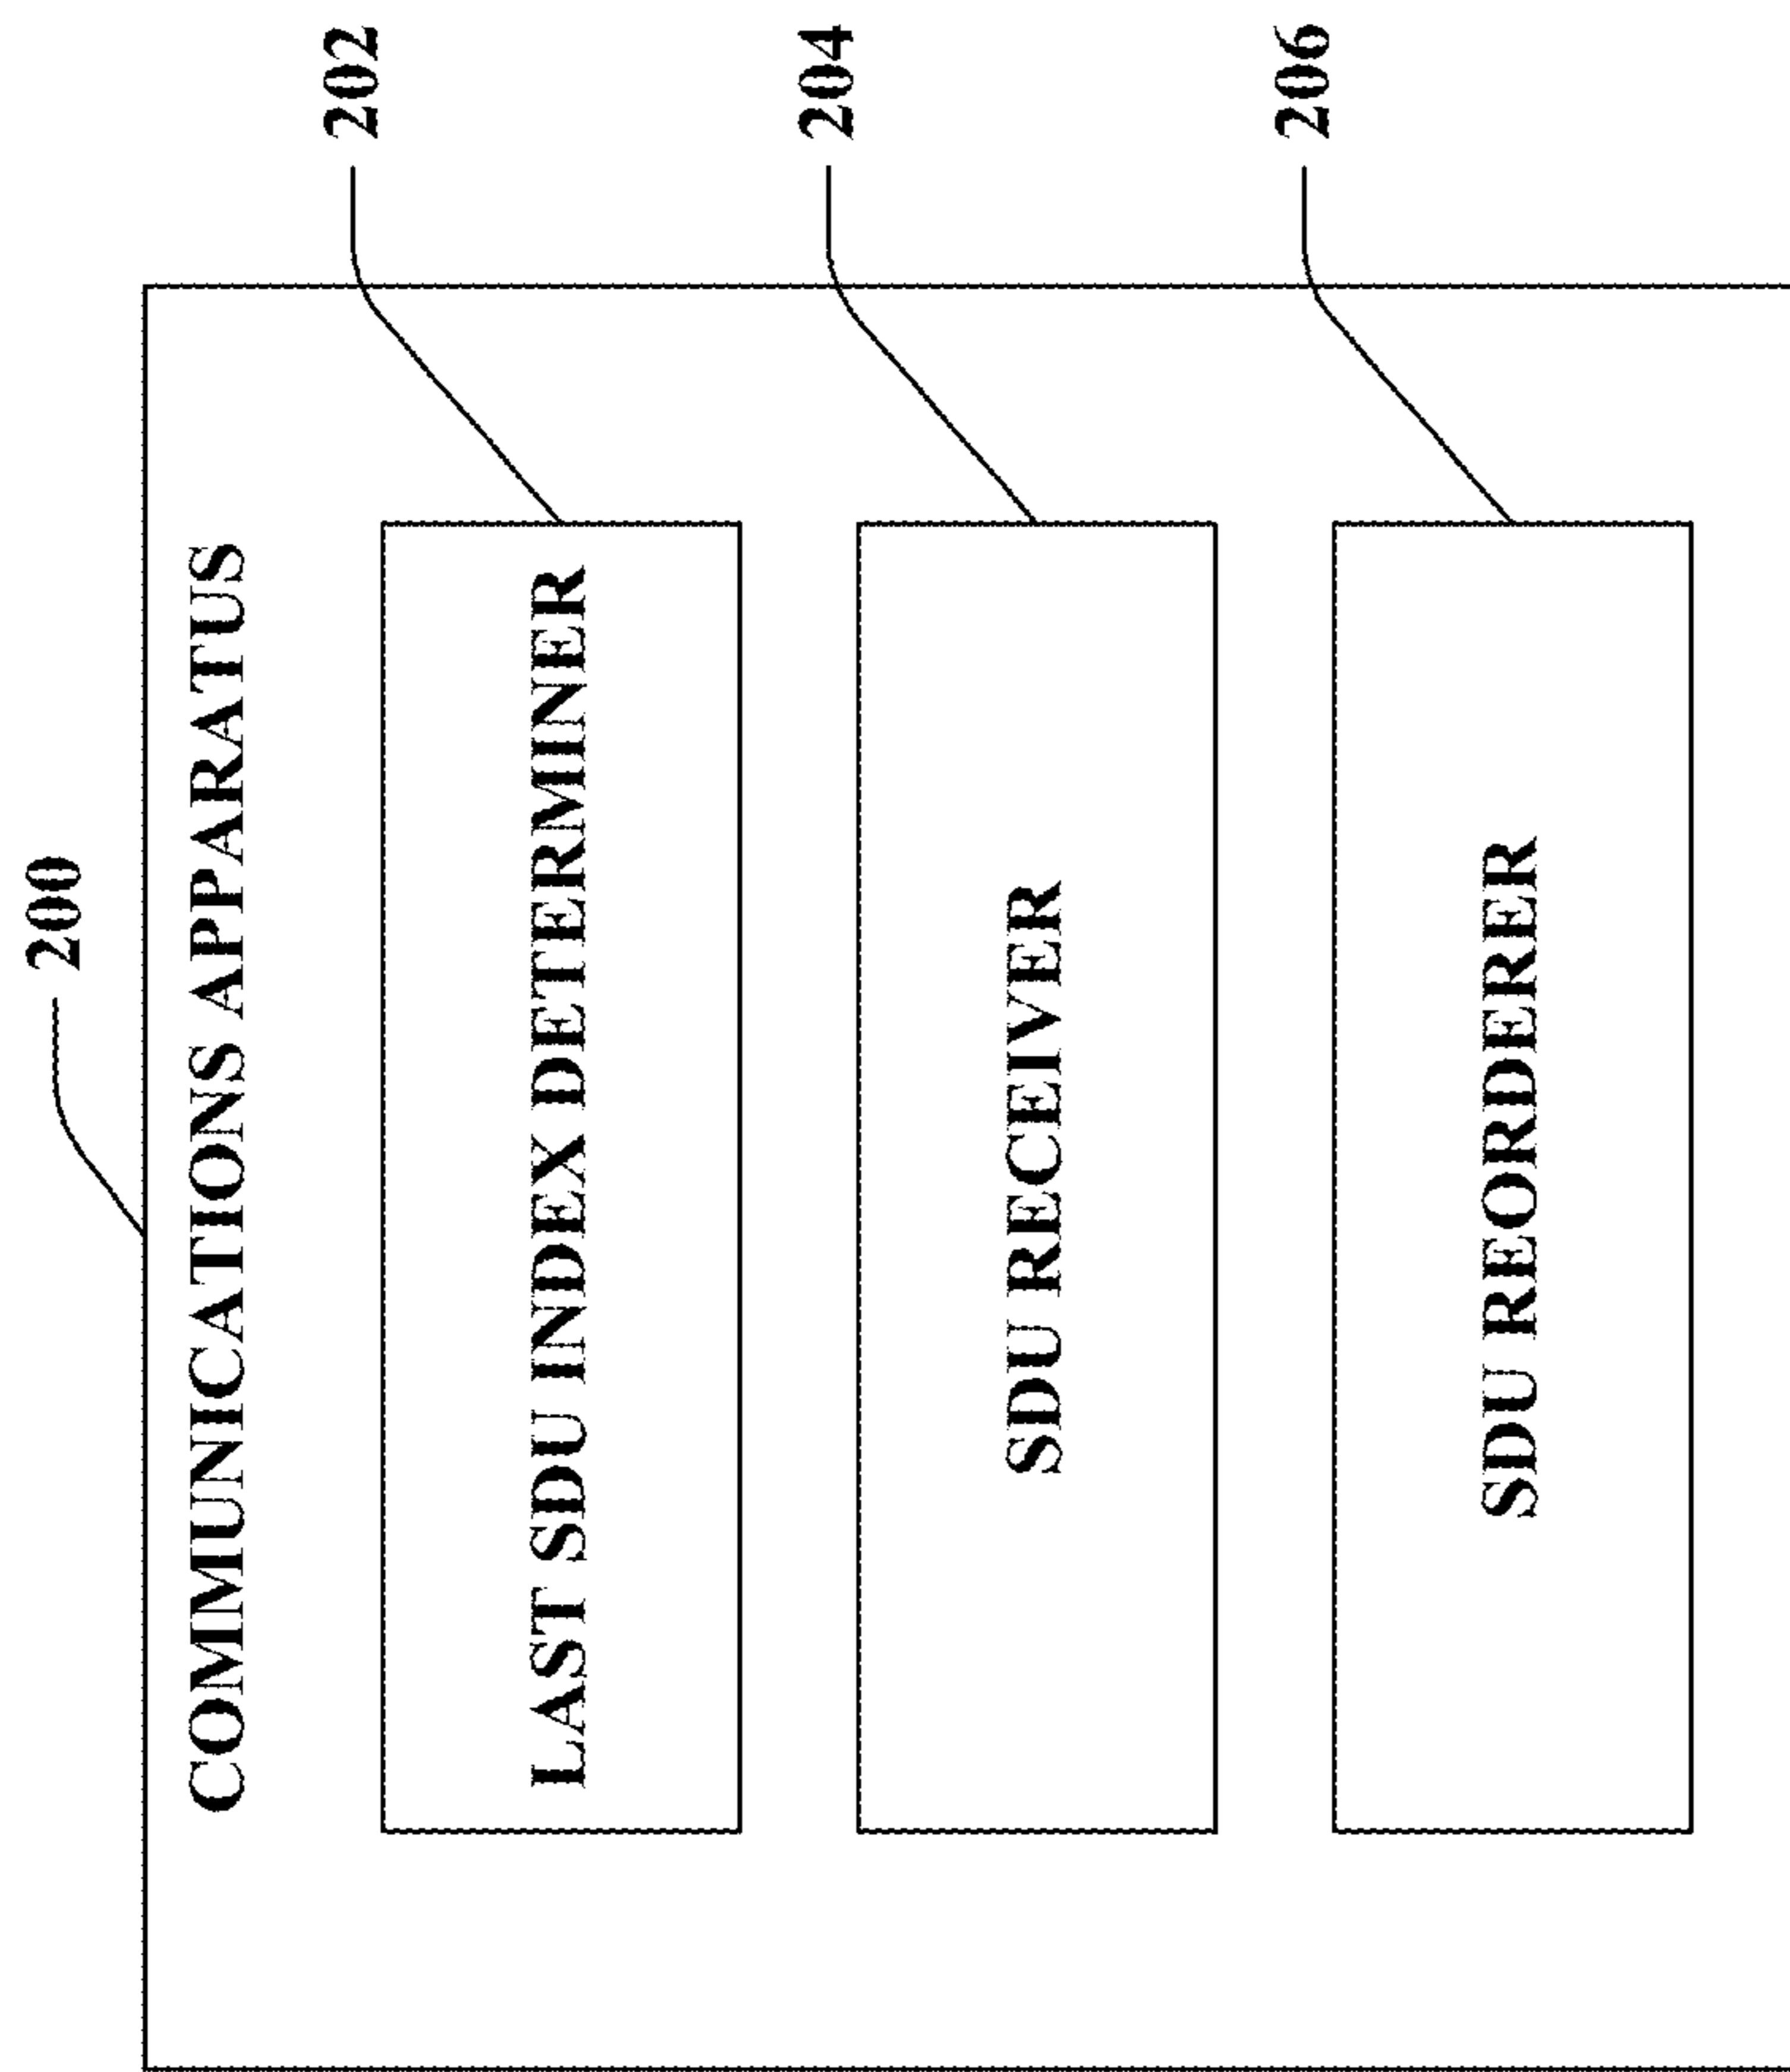 200
COMMUNICATIONS APPARATUS
202
LAST SDU INDEX DETERMINER
204
SDU RECEIVER
206
SDU REORDERER